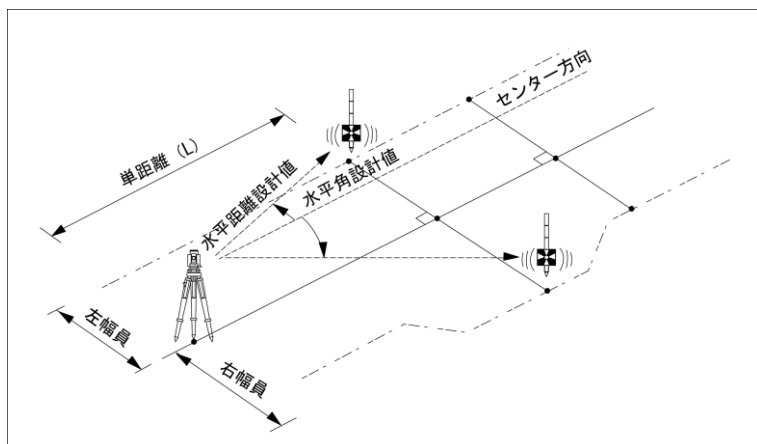 センター方向
単距離（L）
水平距離設計値
水平角設計値
左幅員
右幅員